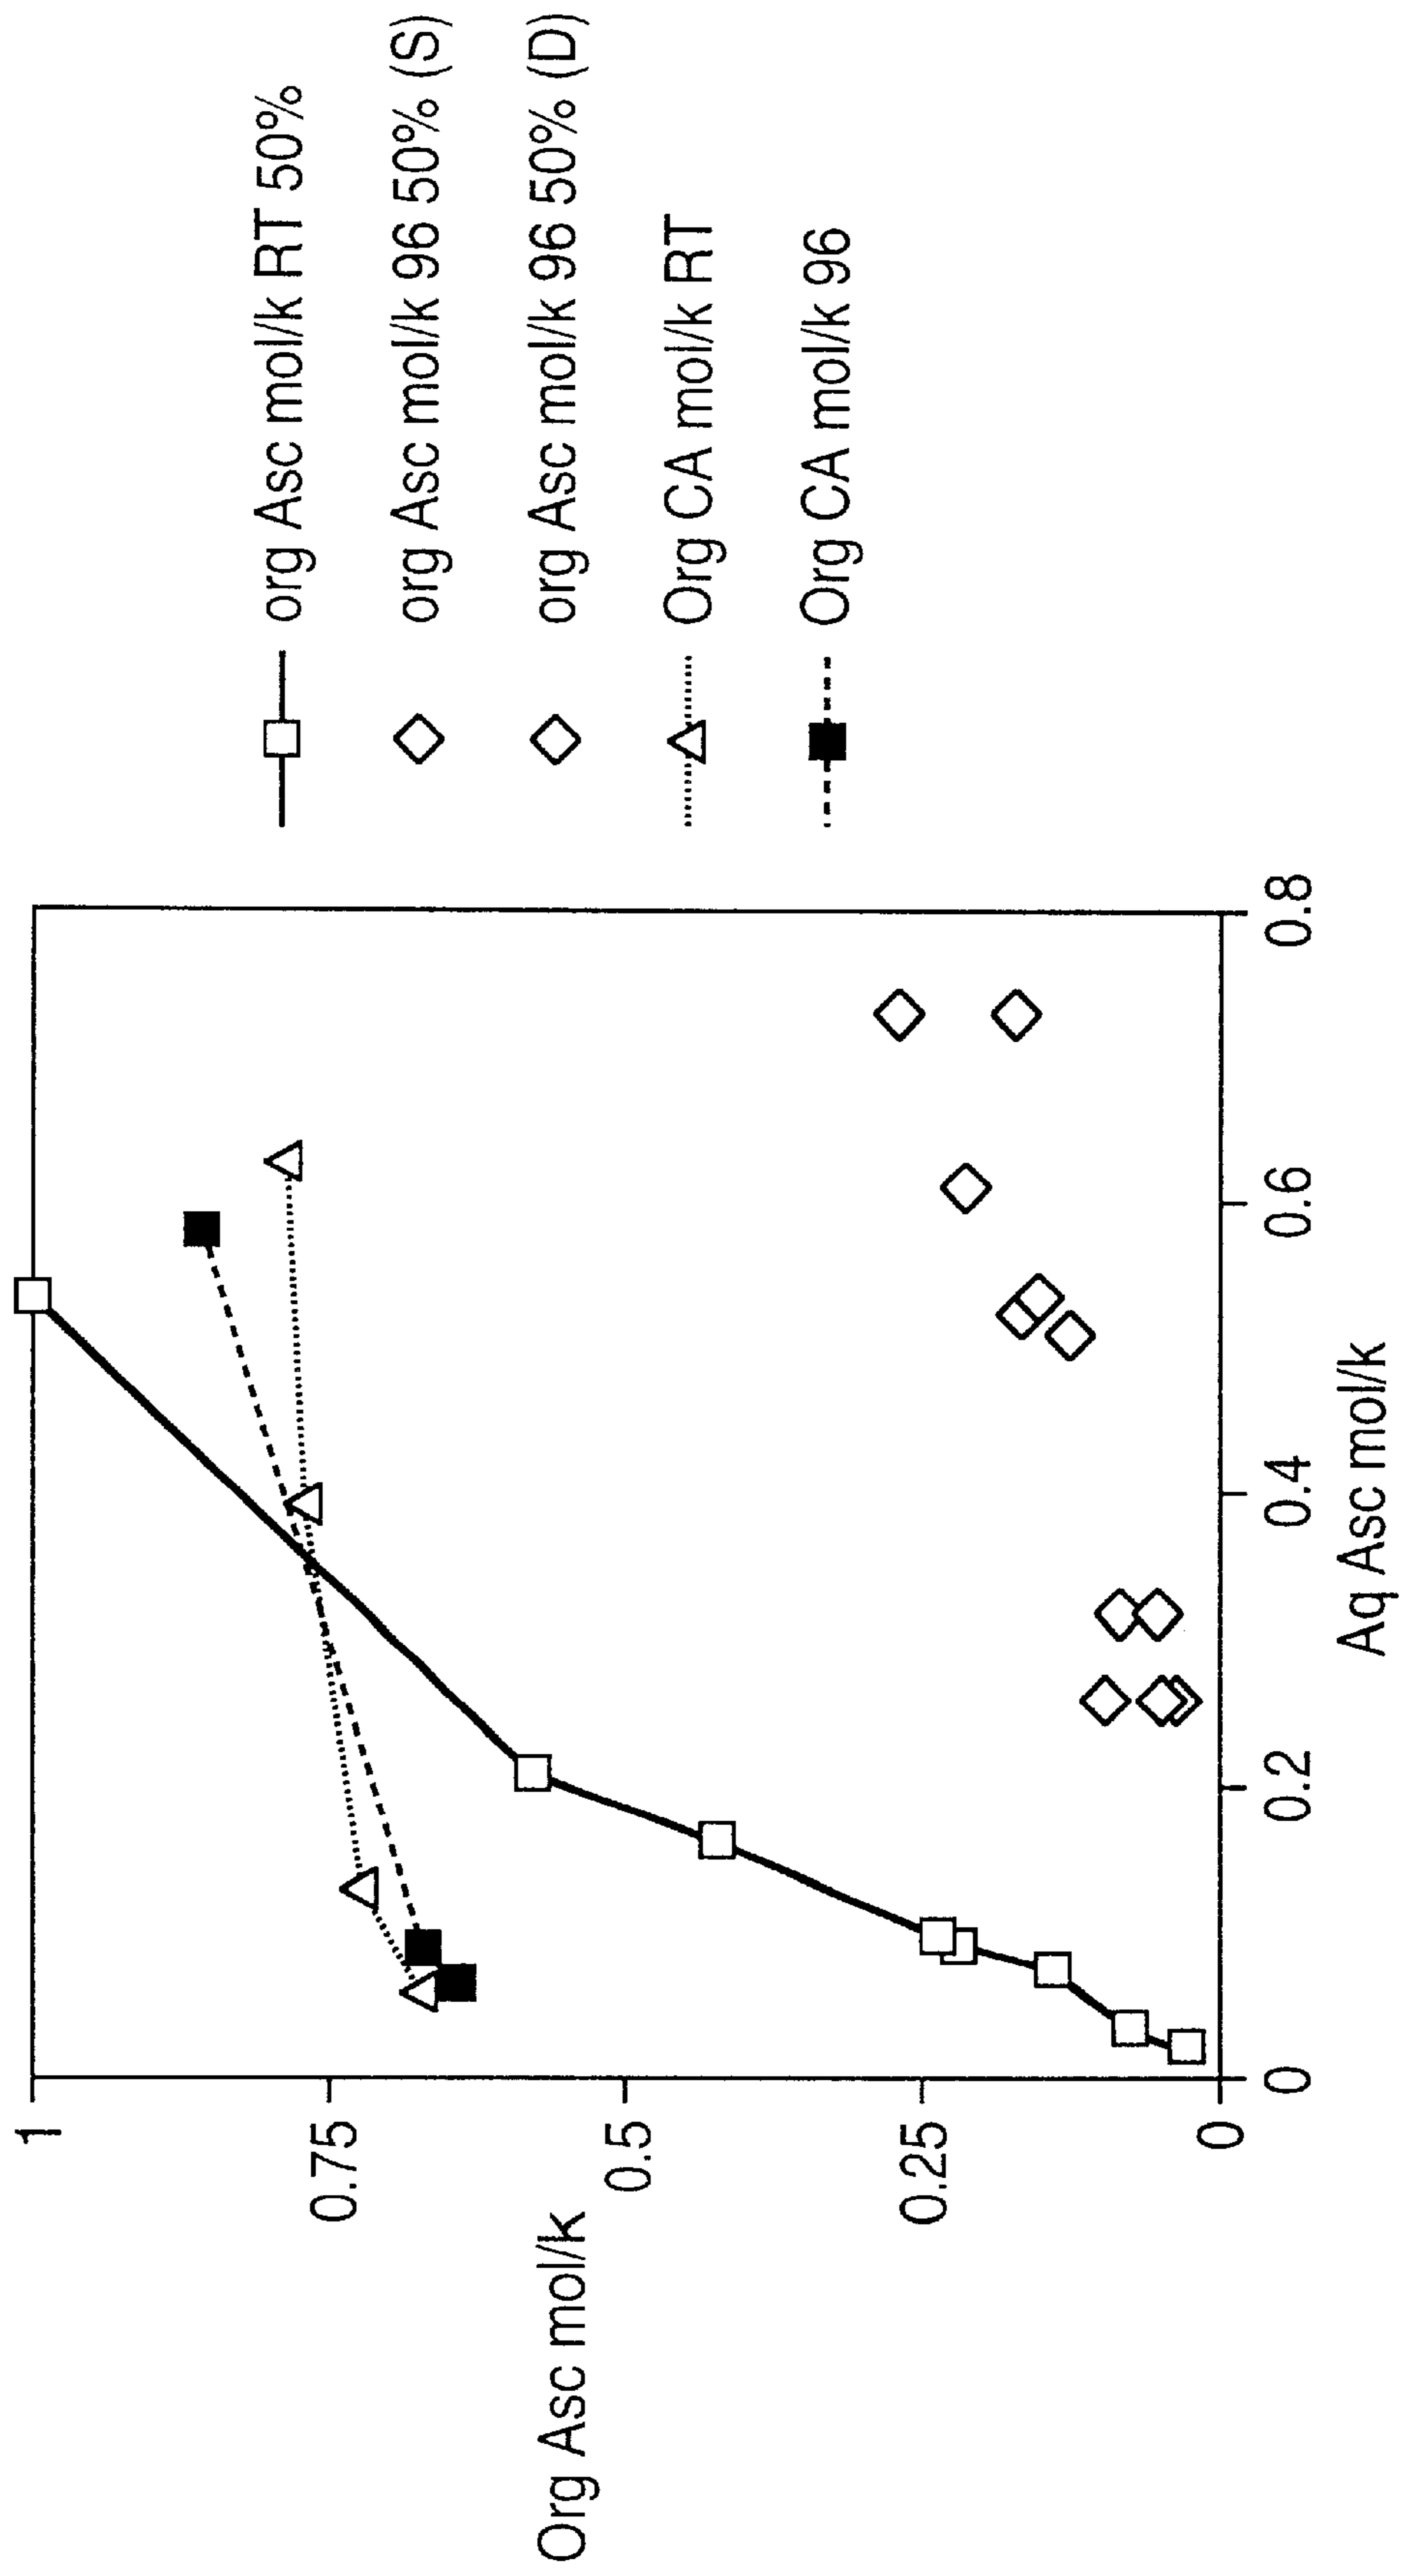 Org Asc mol/k
1
0.75
0.5
0.25
0
0
0.2
0.4
0.6
0.8
Aq Asc mol/k
org Asc mol/k RT 50%
org Asc mol/k 96 50% (S)
org Asc mol/k 96 50% (D)
Org CA mol/k RT
Org CA mol/k 96